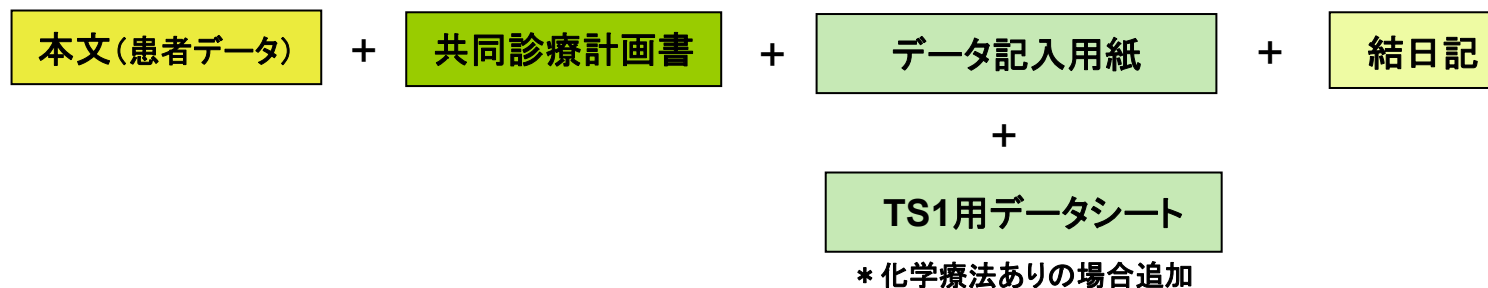 本文(患者データ) + 共同診療計画書 + データ記入用紙 + 結日記
+
TS1用データシート
＊化学療法ありの場合追加